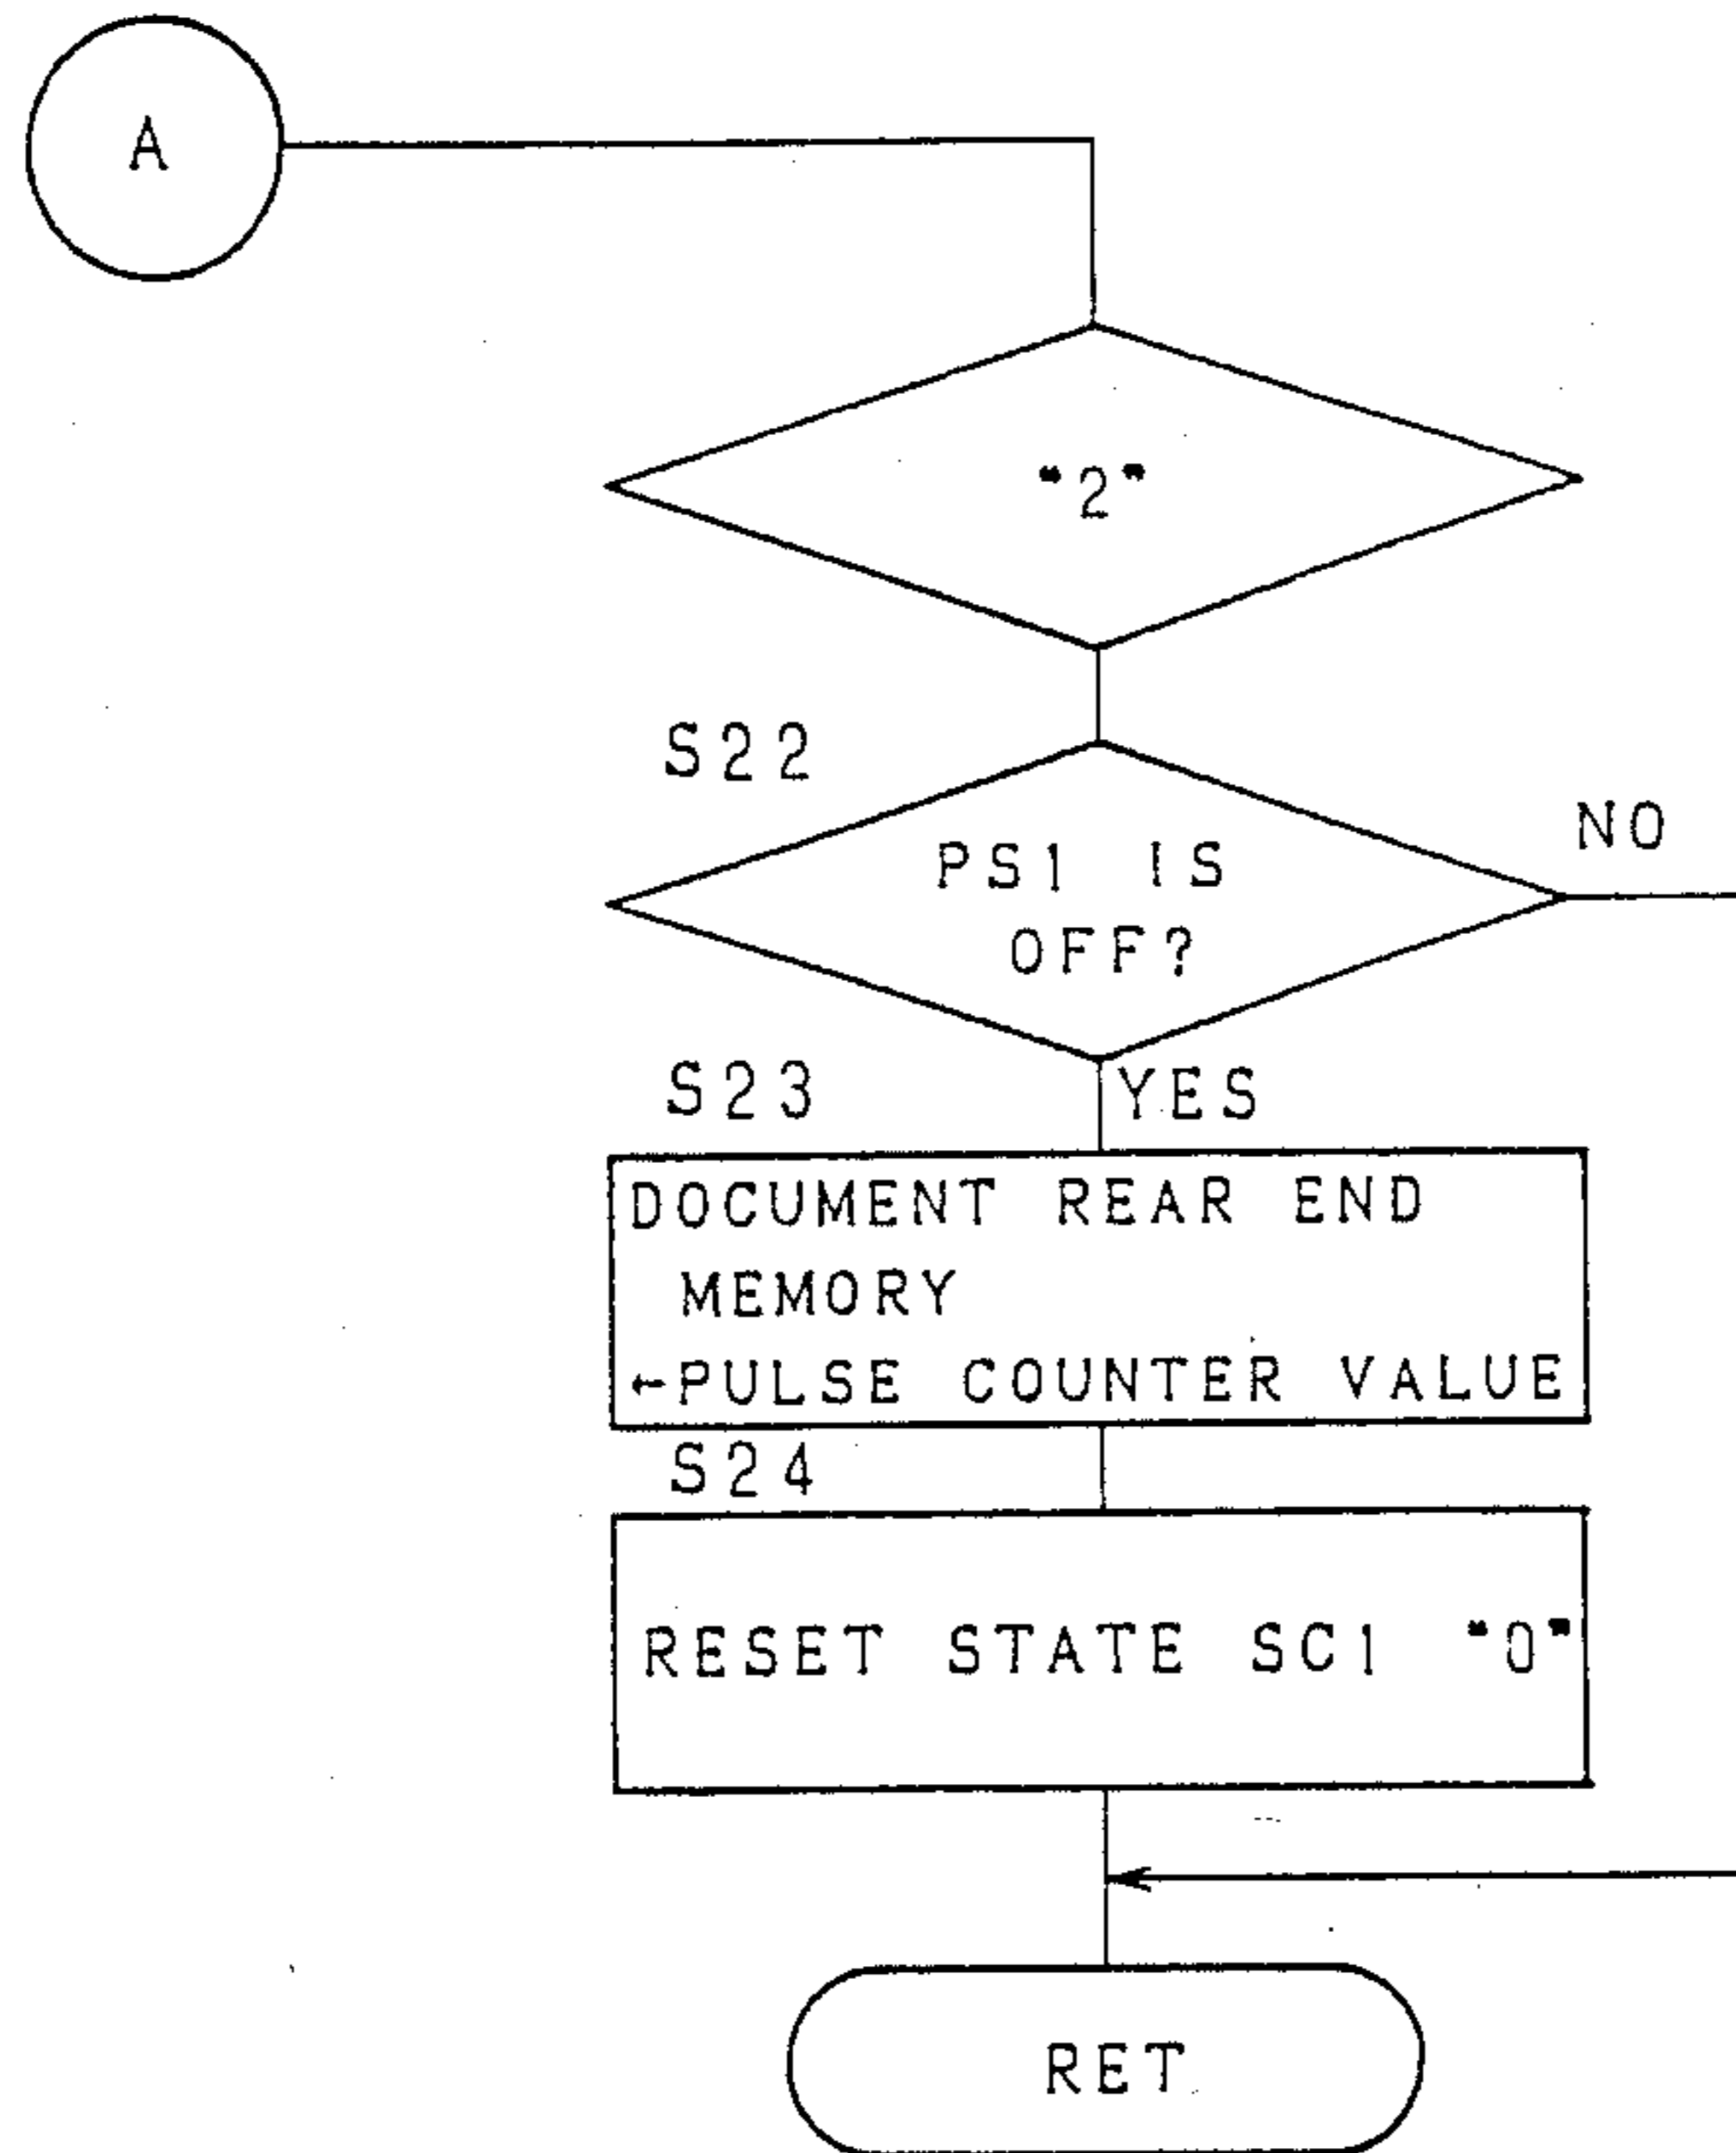 A
"2"
S22
NO
PS1 IS
OFF?
S23
YES
DOCUMENT REAR END
MEMORY
←PULSE COUNTER VALUE
S24
RESET STATE SC1 "0"
RET